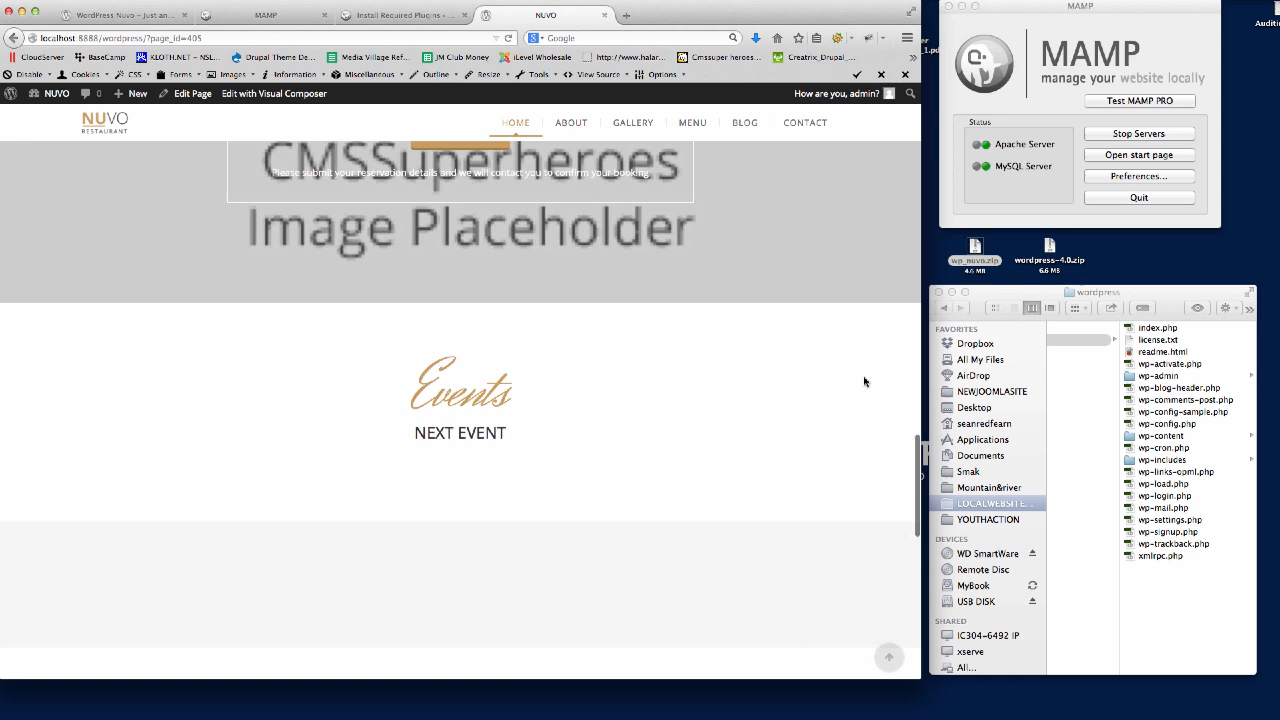 WordPress Nuvo - Just an...
MAMP
Install Required Plugins ‹ ...
NUVO
localhost:8888/wordpress/?page_id=405
Google
CloudServer
BaseCamp
KLOTH.NET - NSLO...
Drupal Theme De...
Media Village Refe...
JM Club Momer
iLevel Wholesale
http://www.halar...
Cmssuper heroes...
Creatrix_Drupal_...
Disable
Cookies
CSS
Forms
Images
Information
Miscellaneous
Outline
Resize
Tools
View Source
Options
NUVO
0
New
Edit Page
Edit with Visual Composer
How are you, admin?
NUVO
RESTAURANT
HOME
ABOUT
GALLERY
MENU
BLOG
CONTACT
CMSSuperheroes
Please submit your reservation details and we will contact you to confirm your booking
Image Placeholder
Events
NEXT EVENT
MAMP
MAMP
manage your website locally
Test MAMP PRO
Status
Apache Server
MySQL Server
Stop Servers
Open start page
Preferences...
Quit
wp_nuvo.zip
4.6 MB
wordpress-4.0.zip
6.6 MB
wordpress
FAVORITES
Dropbox
All My Files
AirDrop
NEWJOOMLASITE
Desktop
seanredfearn
Applications
Documents
Smak
Mountain&river
LOCALWEBSITE...
YOUTHACTION
DEVICES
WD SmartWare
Remote Disc
MyBook
USB DISK
SHARED
IC304-6492 IP
xserve
All...
index.php
license.txt
readme.html
wp-activate.php
wp-admin
wp-blog-header.php
wp-comments-post.php
wp-config-sample.php
wp-config.php
wp-content
wp-cron.php
wp-includes
wp-links-opml.php
wp-load.php
wp-login.php
wp-mail.php
wp-settings.php
wp-signup.php
wp-trackback.php
xmlrpc.php